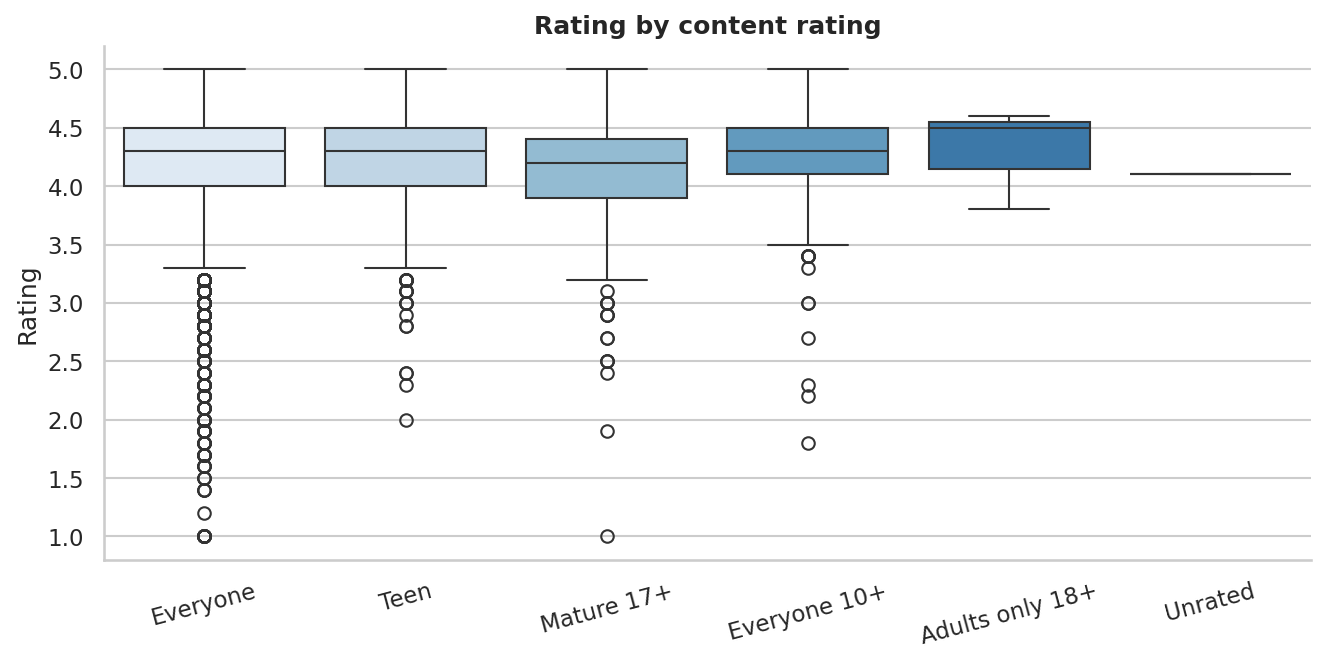 Rating by content rating
Rating
5.0
4.5
4.0
3.5
3.0
2.5
2.0
1.5
1.0
Everyone
Teen
Mature 17+
Everyone 10+
Adults only 18+
Unrated